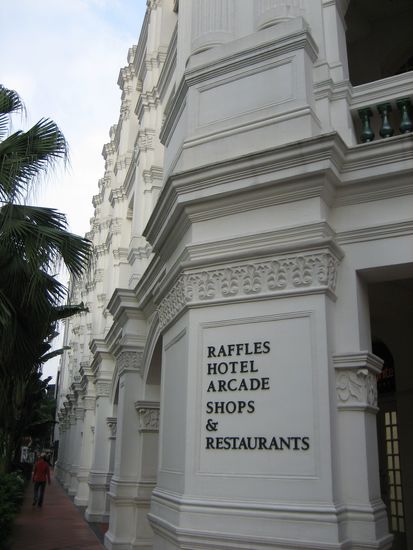 RAFFLES
HOTEL
ARCADE
SHOPS
&
RESTAURANTS